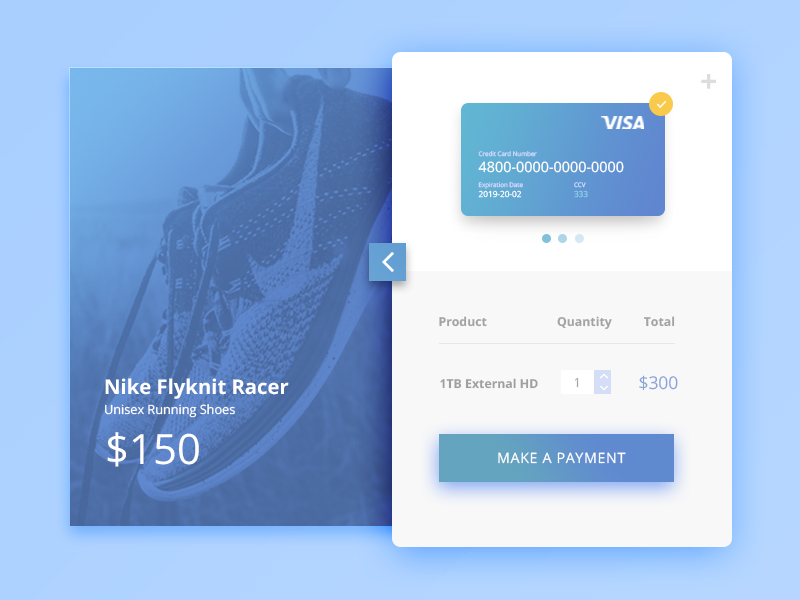 Nike Flyknit Racer
Unisex Running Shoes
$150
VISA
Credit Card Number
4800-0000-0000-0000
Expiration Date CCV
2019-20-02 333
Product Quantity Total
1TB External HD 1 $300
MAKE A PAYMENT